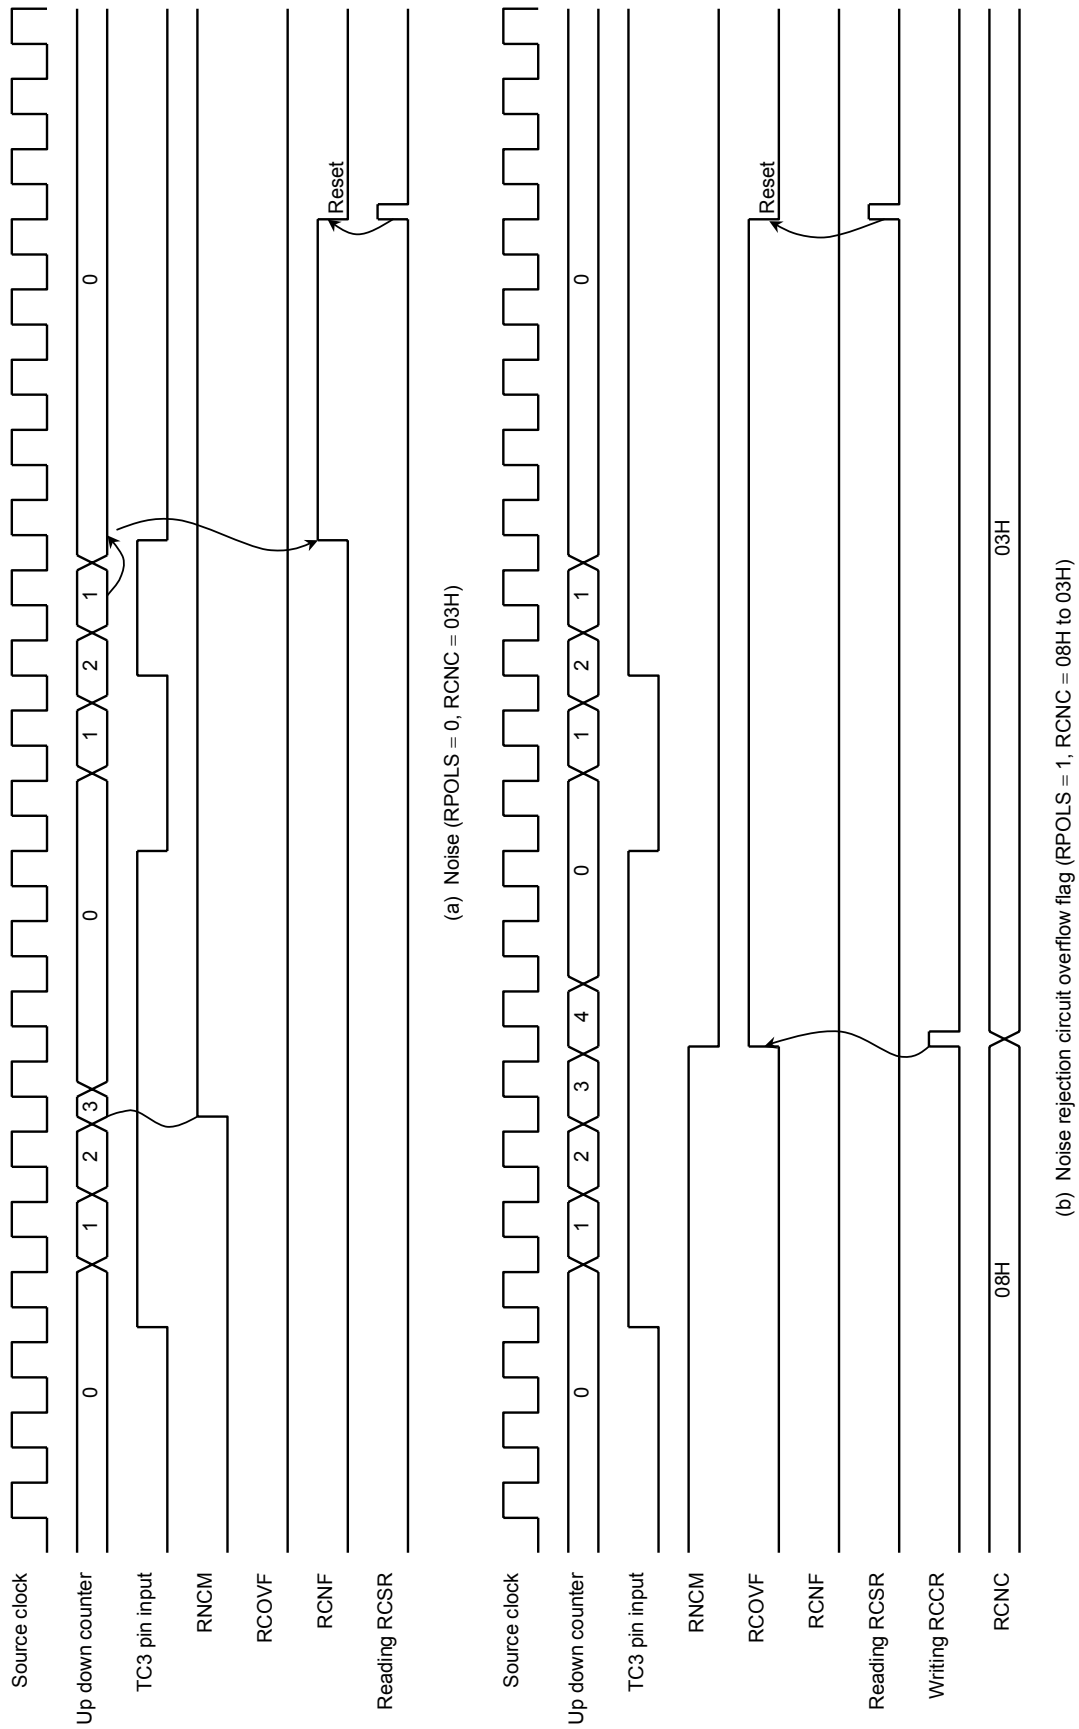 Source clock
Up down counter
0 1 2 3 0 1 2 1 0
TC3 pin input
RNCM
RCOVF
RCNF
Reset
Reading RCSR
(a) Noise (RPOLS = 0, RCNC = 03H)
Source clock
Up down counter
0 1 2 3 4 0 1 2 1 0
TC3 pin input
RNCM
RCOVF
Reset
RCNF
Reading RCSR
Writing RCCR
RCNC
08H 03H
(b) Noise rejection circuit overflow flag (RPOLS = 1, RCNC = 08H to 03H)